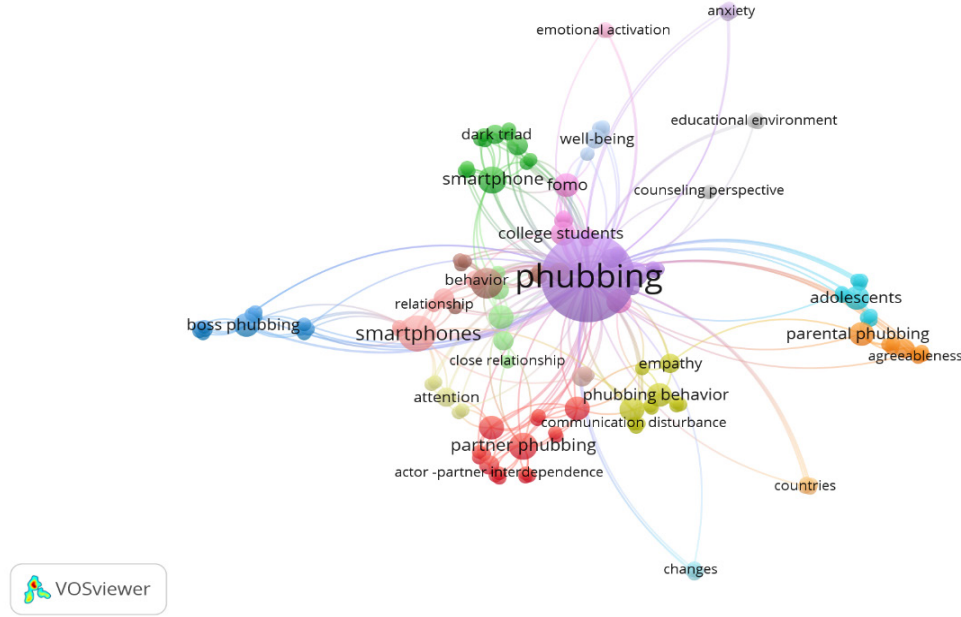 anxiety
emotional activation
educational environment
dark triad
well-being
smartphone
fomo
counseling perspective
college students
phubbing
behavior
relationship
adolescents
boss phubbing
smartphones
parental phubbing
agreeableness
close relationship
empathy
attention
phubbing behavior
communication disturbance
partner phubbing
actor -partner interdependence
countries
changes
VOSviewer